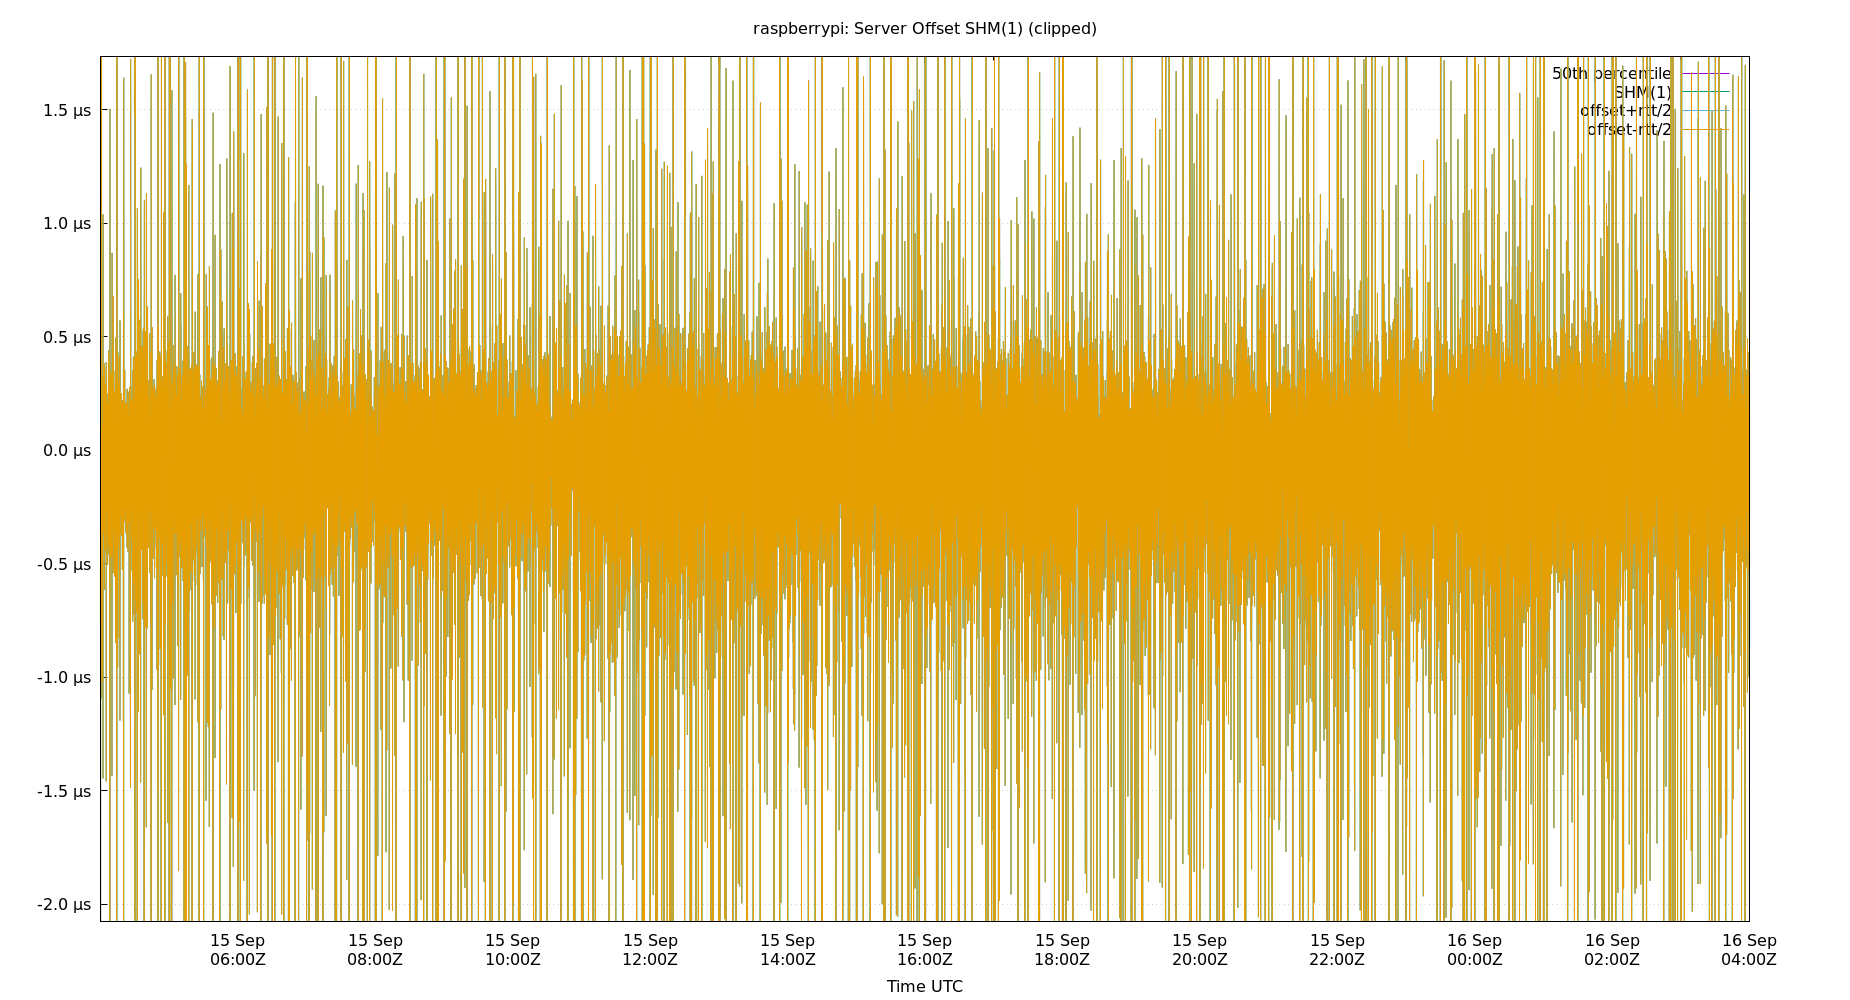 raspberrypi: Server Offset SHM(1) (clipped)
50th percentile
SHM(1)
offset+rtt/2
offset-rtt/2
1.5 µs
1.0 µs
0.5 µs
0.0 µs
-0.5 µs
-1.0 µs
-1.5 µs
-2.0 µs
15 Sep 15 Sep 15 Sep 15 Sep 15 Sep 15 Sep 15 Sep 15 Sep 15 Sep 16 Sep 16 Sep 16 Sep
06:00Z 08:00Z 10:00Z 12:00Z 14:00Z 16:00Z 18:00Z 20:00Z 22:00Z 00:00Z 02:00Z 04:00Z
Time UTC